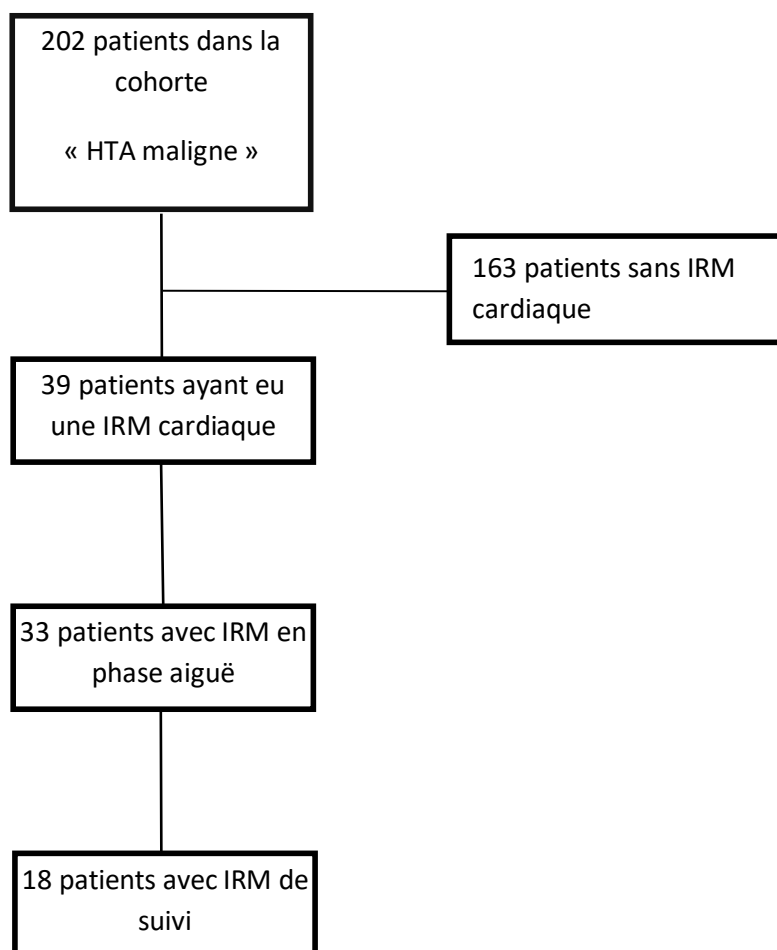 202 patients dans la
cohorte
« HTA maligne »
163 patients sans IRM
cardiaque
39 patients ayant eu
une IRM cardiaque
33 patients avec IRM en
phase aiguë
18 patients avec IRM de
suivi